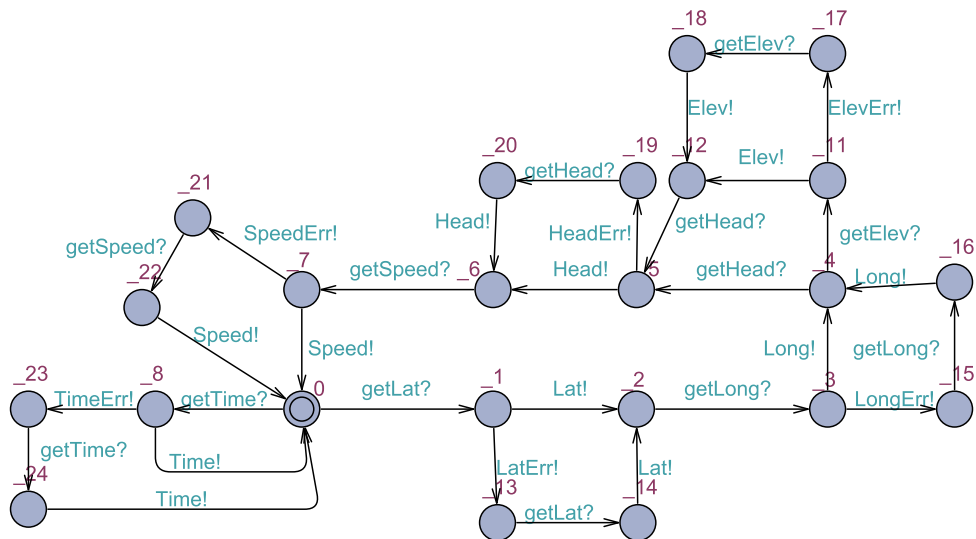 _18
_17
getElev?
Elev!
ElevErr!
_20
_19
_12
Elev!
_11
getHead?
_21
Head!
HeadErr!
getHead?
getElev?
SpeedErr!
getSpeed?
_16
_22
_7
getSpeed?
_6
Head!
_5
getHead?
_4
Long!
Speed!
Speed!
Long!
getLong?
_23
_8
_0
_1
_2
_3
_15
TimeErr!
getTime?
getLat?
Lat!
getLong?
LongErr!
getTime?
Time!
LatErr!
Lat!
_24
Time!
_13
getLat?
_14